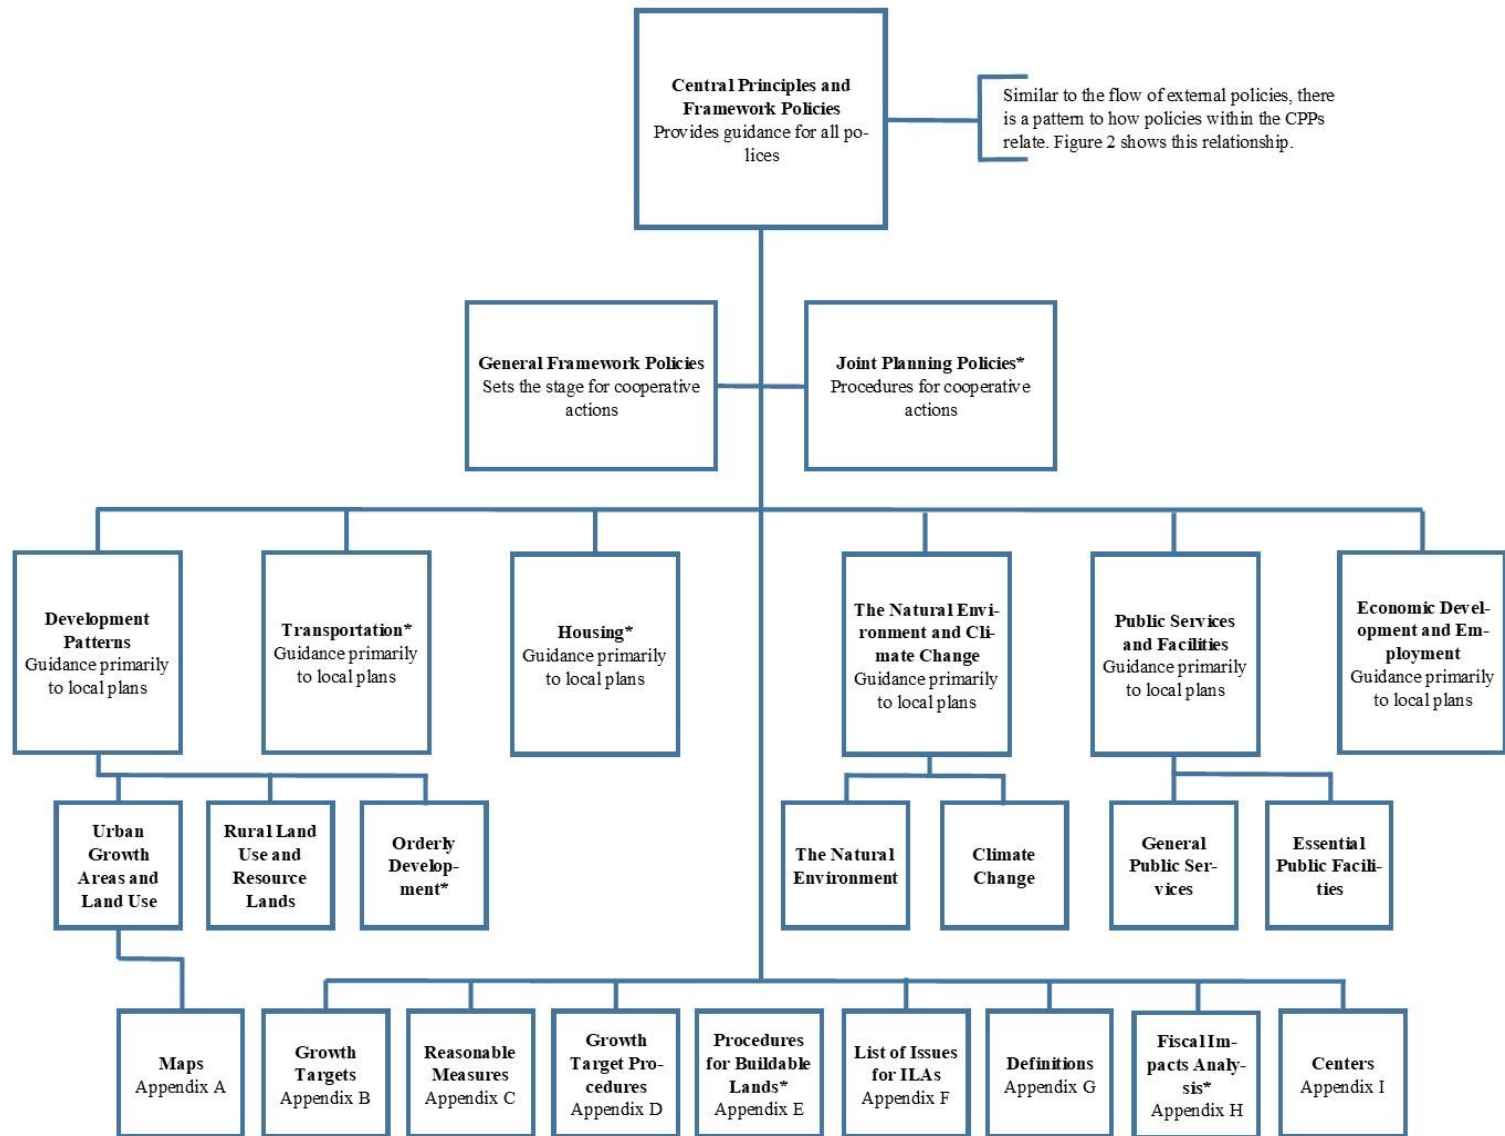 Central Principles and
Framework Policies
Provides guidance for all po-
lices
Similar to the flow of external policies, there
is a pattern to how policies within the CPPs
relate. Figure 2 shows this relationship.
General Framework Policies
Sets the stage for cooperative
actions
Joint Planning Policies*
Procedures for cooperative
actions
Development
Patterns
Guidance primarily
to local plans
Transportation*
Guidance primarily
to local plans
Housing*
Guidance primarily
to local plans
The Natural Envi-
ronment and Cli-
mate Change
Guidance primarily
to local plans
Public Services
and Facilities
Guidance primarily
to local plans
Economic Devel-
opment and Em-
ployment
Guidance primarily
to local plans
Urban
Growth
Areas and
Land Use
Rural Land
Use and
Resource
Lands
Orderly
Develop-
ment*
The Natural
Environment
Climate
Change
General
Public Ser-
vices
Essential
Public Facili-
ties
Maps
Appendix A
Growth
Targets
Appendix B
Reasonable
Measures
Appendix C
Growth
Target Pro-
cedures
Appendix D
Procedures
for Buildable
Lands*
Appendix E
List of Issues
for ILAs
Appendix F
Definitions
Appendix G
Fiscal Im-
pacts Analy-
sis*
Appendix H
Centers
Appendix I